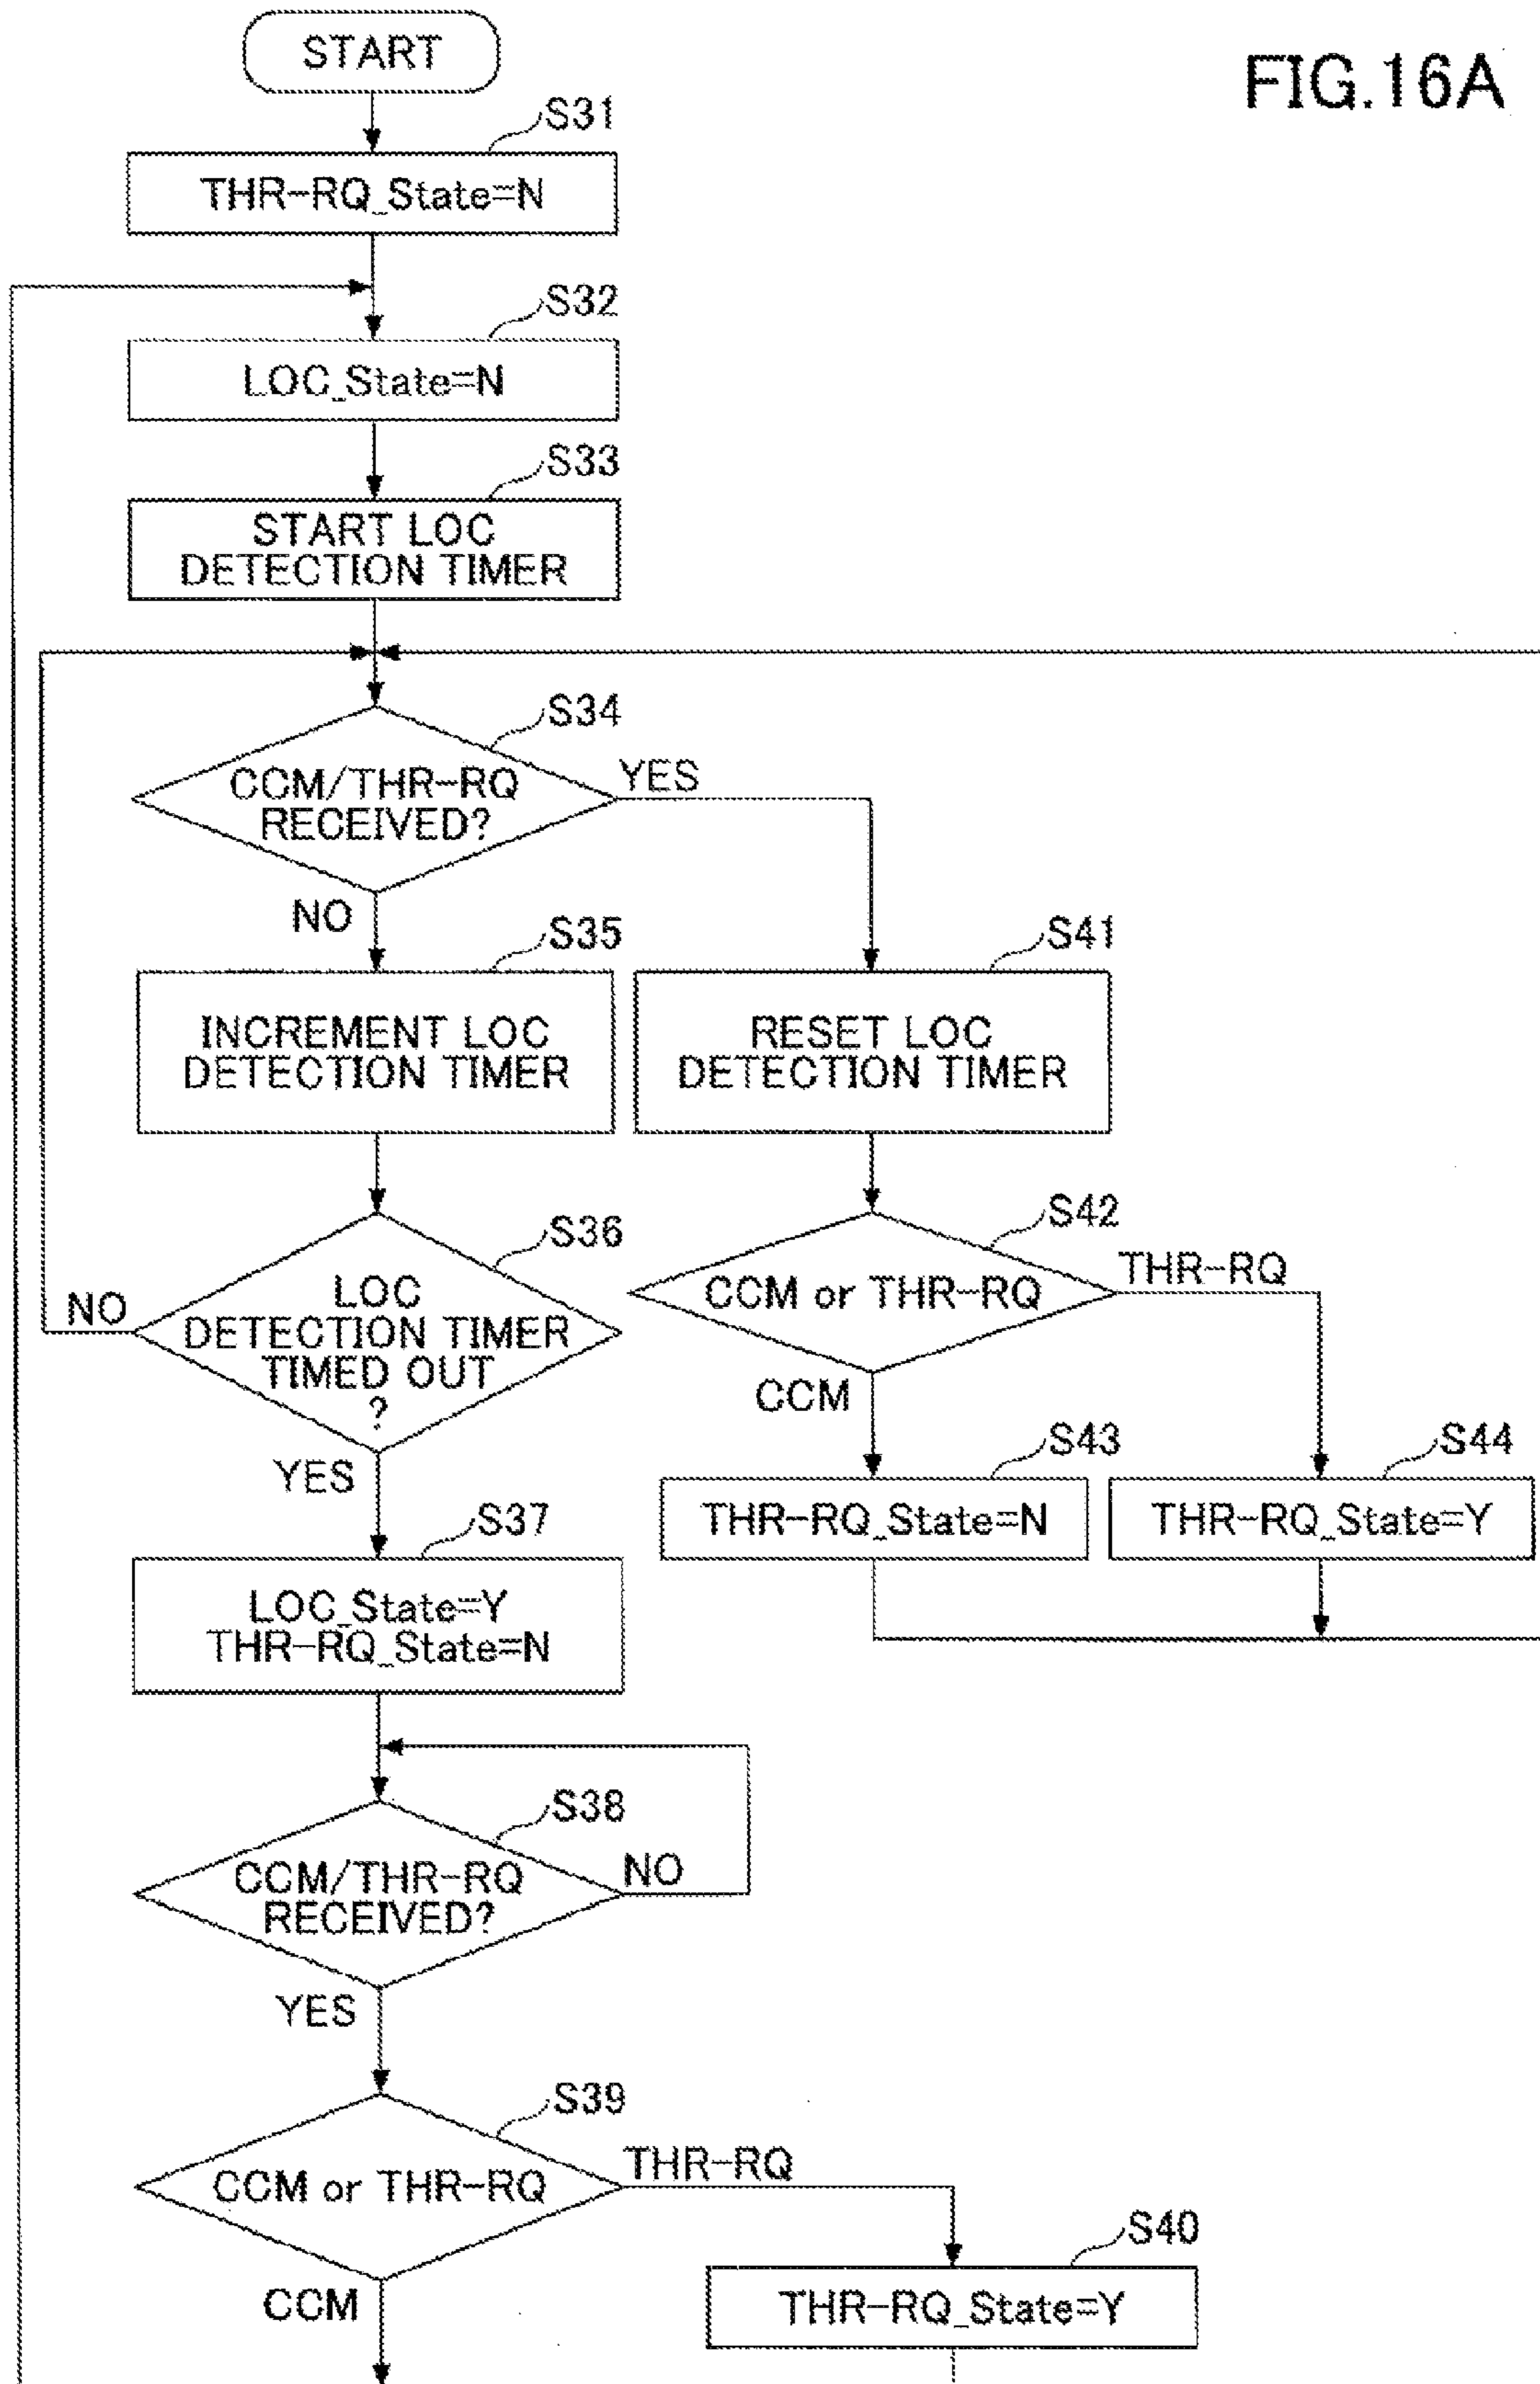 FIG.16A
START
S31
THR-RQ_State=N
S32
LOC_State=N
S33
START LOC
DETECTION TIMER
S34
CCM/THR-RQ
RECEIVED?
YES
NO
S35
INCREMENT LOC
DETECTION TIMER
S41
RESET LOC
DETECTION TIMER
S36
LOC
DETECTION TIMER
TIMED OUT
?
NO
YES
S42
CCM or THR-RQ
THR-RQ
CCM
S43
THR-RQ_State=N
S44
THR-RQ_State=Y
S37
LOC_State=Y
THR-RQ_State=N
S38
CCM/THR-RQ
RECEIVED?
NO
YES
S39
CCM or THR-RQ
THR-RQ
CCM
S40
THR-RQ_State=Y